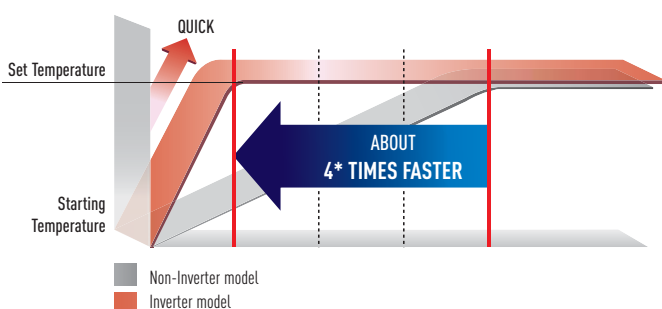 QUICK
Set Temperature
ABOUT
4* TIMES FASTER
Starting
Temperature
Non-Inverter model
Inverter model